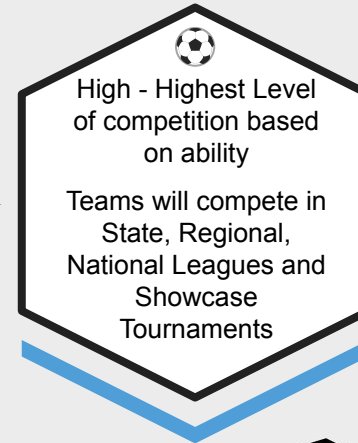 High - Highest Level
of competition based
on ability
Teams will compete in
State, Regional,
National Leagues and
Showcase
Tournaments